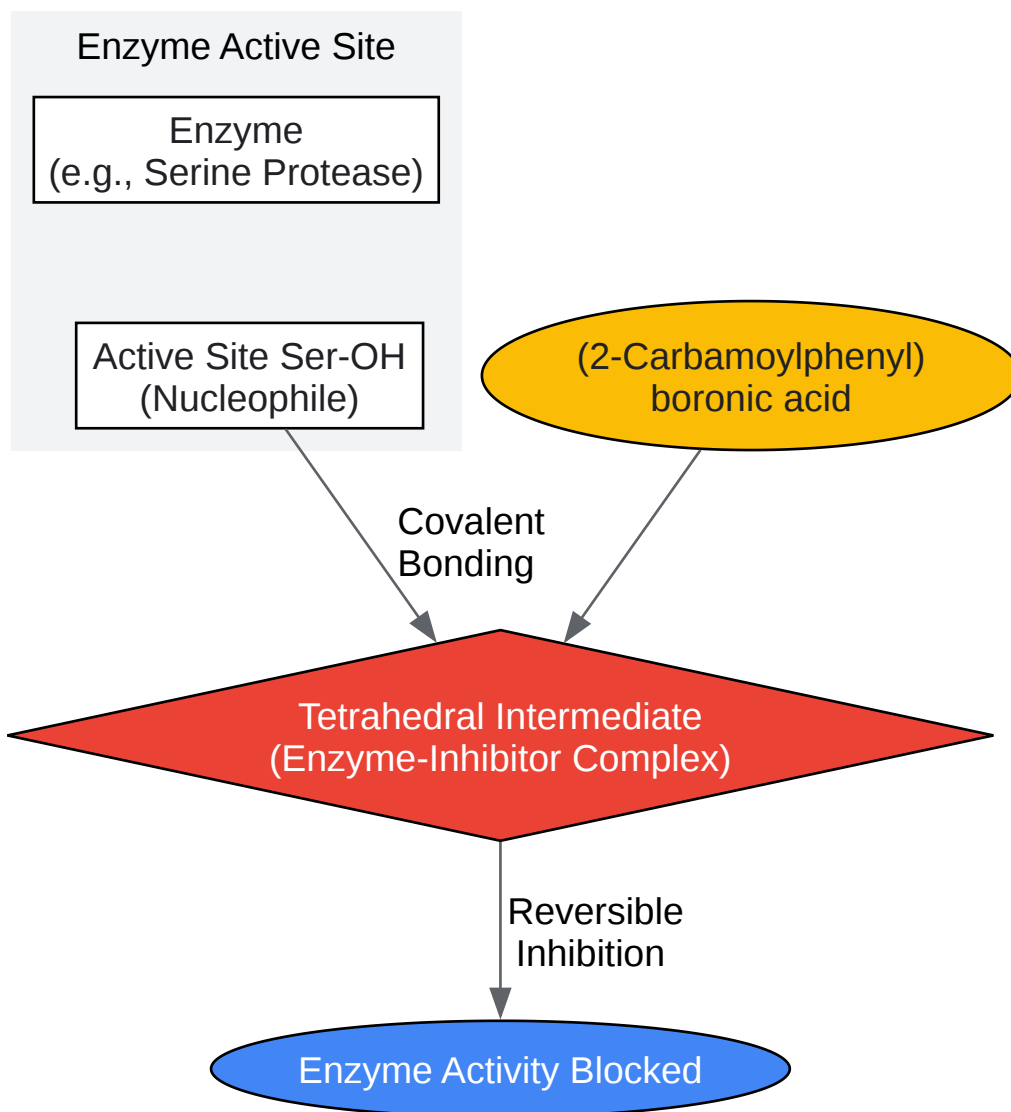 Enzyme Active Site
Enzyme
(e.g., Serine Protease)
Active Site Ser-OH
(Nucleophile)
(2-Carbamoylphenyl)
boronic acid
Covalent
Bonding
Tetrahedral Intermediate
(Enzyme-Inhibitor Complex)
Reversible
Inhibition
Enzyme Activity Blocked